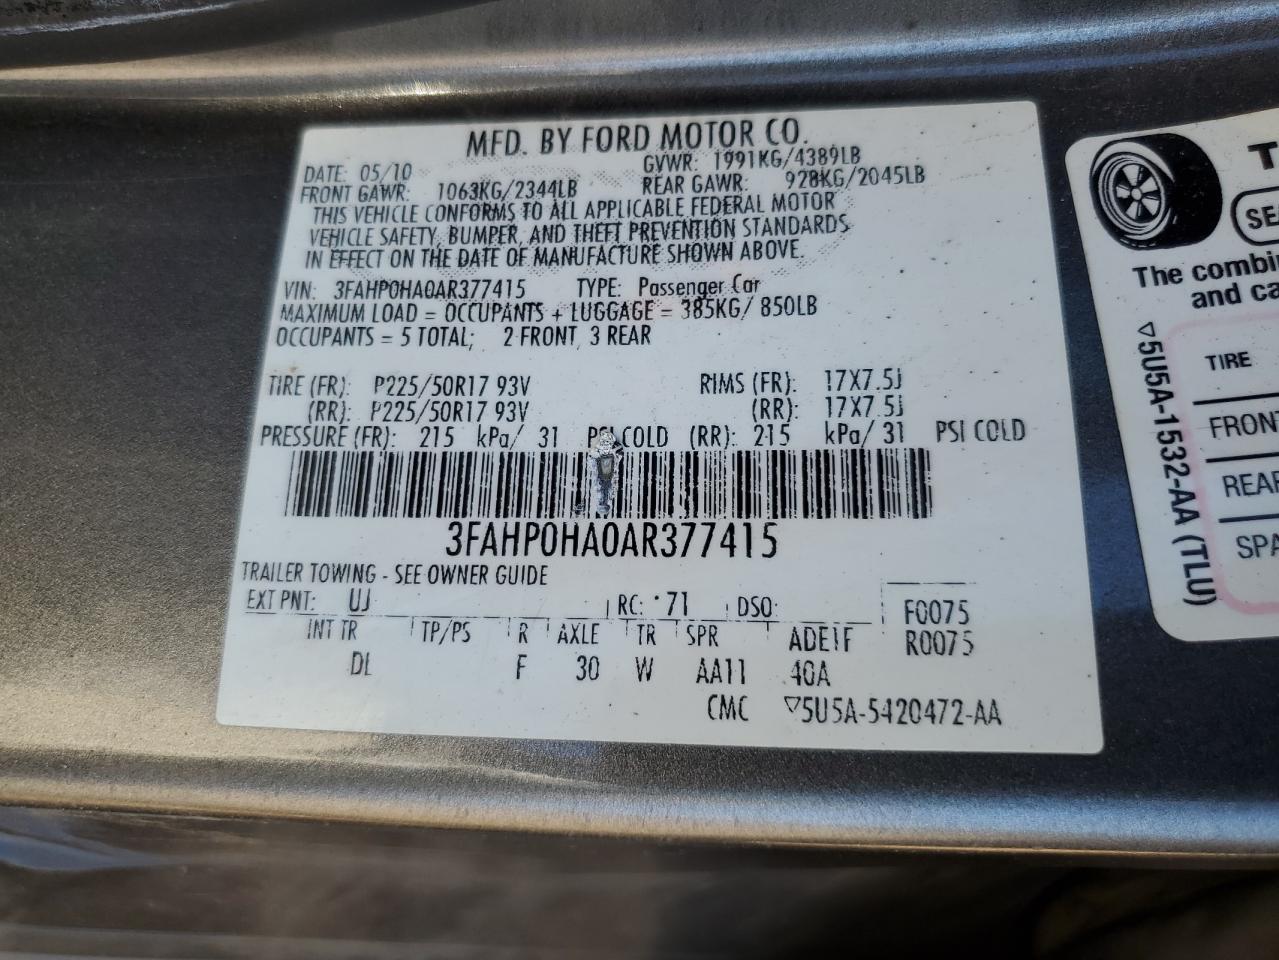 MFD. BY FORD MOTOR CO.
DATE: 05/10 GVWR: 1991KG/4389LB
FRONT GAWR: 1063KG/2344LB REAR GAWR: 928KG/2045LB
THIS VEHICLE CONFORMS TO ALL APPLICABLE FEDERAL MOTOR
VEHICLE SAFETY, BUMPER, AND THEFT PREVENTION STANDARDS
IN EFFECT ON THE DATE OF MANUFACTURE SHOWN ABOVE.
VIN: 3FAHP0HA0AR377415 TYPE: Passenger Car
MAXIMUM LOAD = OCCUPANTS + LUGGAGE = 385KG/ 850LB
OCCUPANTS = 5 TOTAL; 2 FRONT, 3 REAR
TIRE (FR): P225/50R17 93V RIMS (FR): 17X7.5J
(RR): P225/50R17 93V (RR): 17X7.5J
PRESSURE (FR): 215 kPa/ 31 PSI COLD (RR): 215 kPa/ 31 PSI COLD
3FAHP0HA0AR377415
TRAILER TOWING - SEE OWNER GUIDE
EXT PNT: UJ RC: 71 DSO: F0075
INT TR TP/PS R AXLE TR SPR ADE1F R0075
DL F 30 W AA11 40A
CMC ▽5U5A-5420472-AA
T
SEA
The combin
and ca
TIRE
FRONT
REAR
SPA
▽5U5A-1532-AA (TLU)